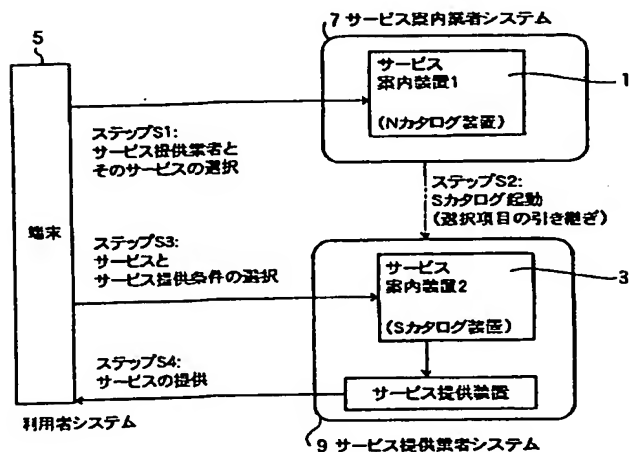 5
7 サービス案内業者システム
サービス
案内装置1
(Nカタログ装置)
1
ステップS1:
サービス提供業者と
そのサービスの選択
ステップS2:
Sカタログ起動
(選択項目の引き継ぎ)
端末
ステップS3:
サービスと
サービス提供条件の選択
サービス
案内装置2
(Sカタログ装置)
3
ステップS4:
サービスの提供
サービス提供装置
利用者システム
9 サービス提供業者システム